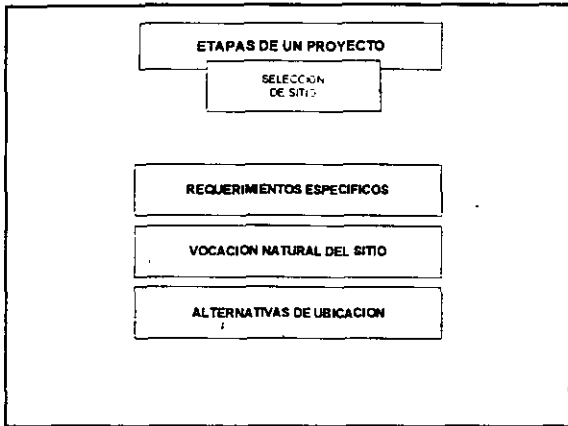 ETAPAS DE UN PROYECTO
SELECCION
DE SITIO
REQUERIMIENTOS ESPECIFICOS
VOCACION NATURAL DEL SITIO
ALTERNATIVAS DE UBICACION